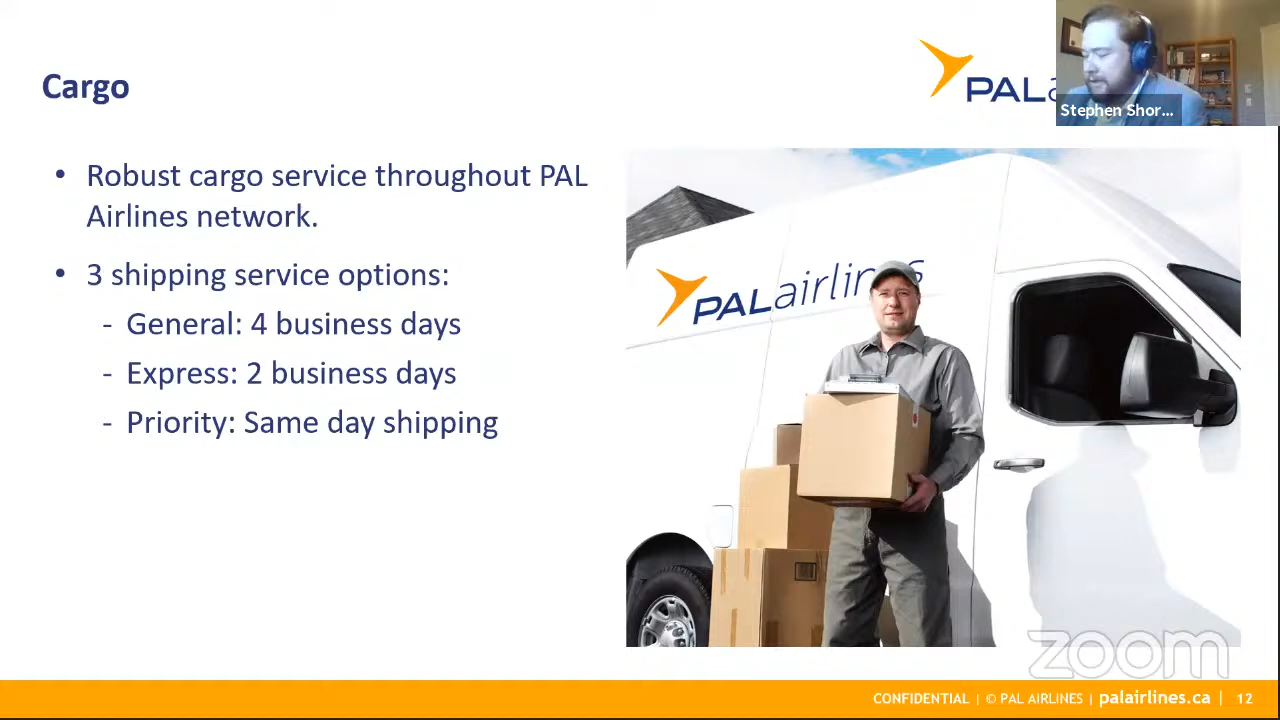 Cargo
PAL
Stephen Shor...
• Robust cargo service throughout PAL
Airlines network.
• 3 shipping service options:
- General: 4 business days
- Express: 2 business days
- Priority: Same day shipping
PALairlines
zoom
CONFIDENTIAL | © PAL AIRLINES | palairlines.ca | 12